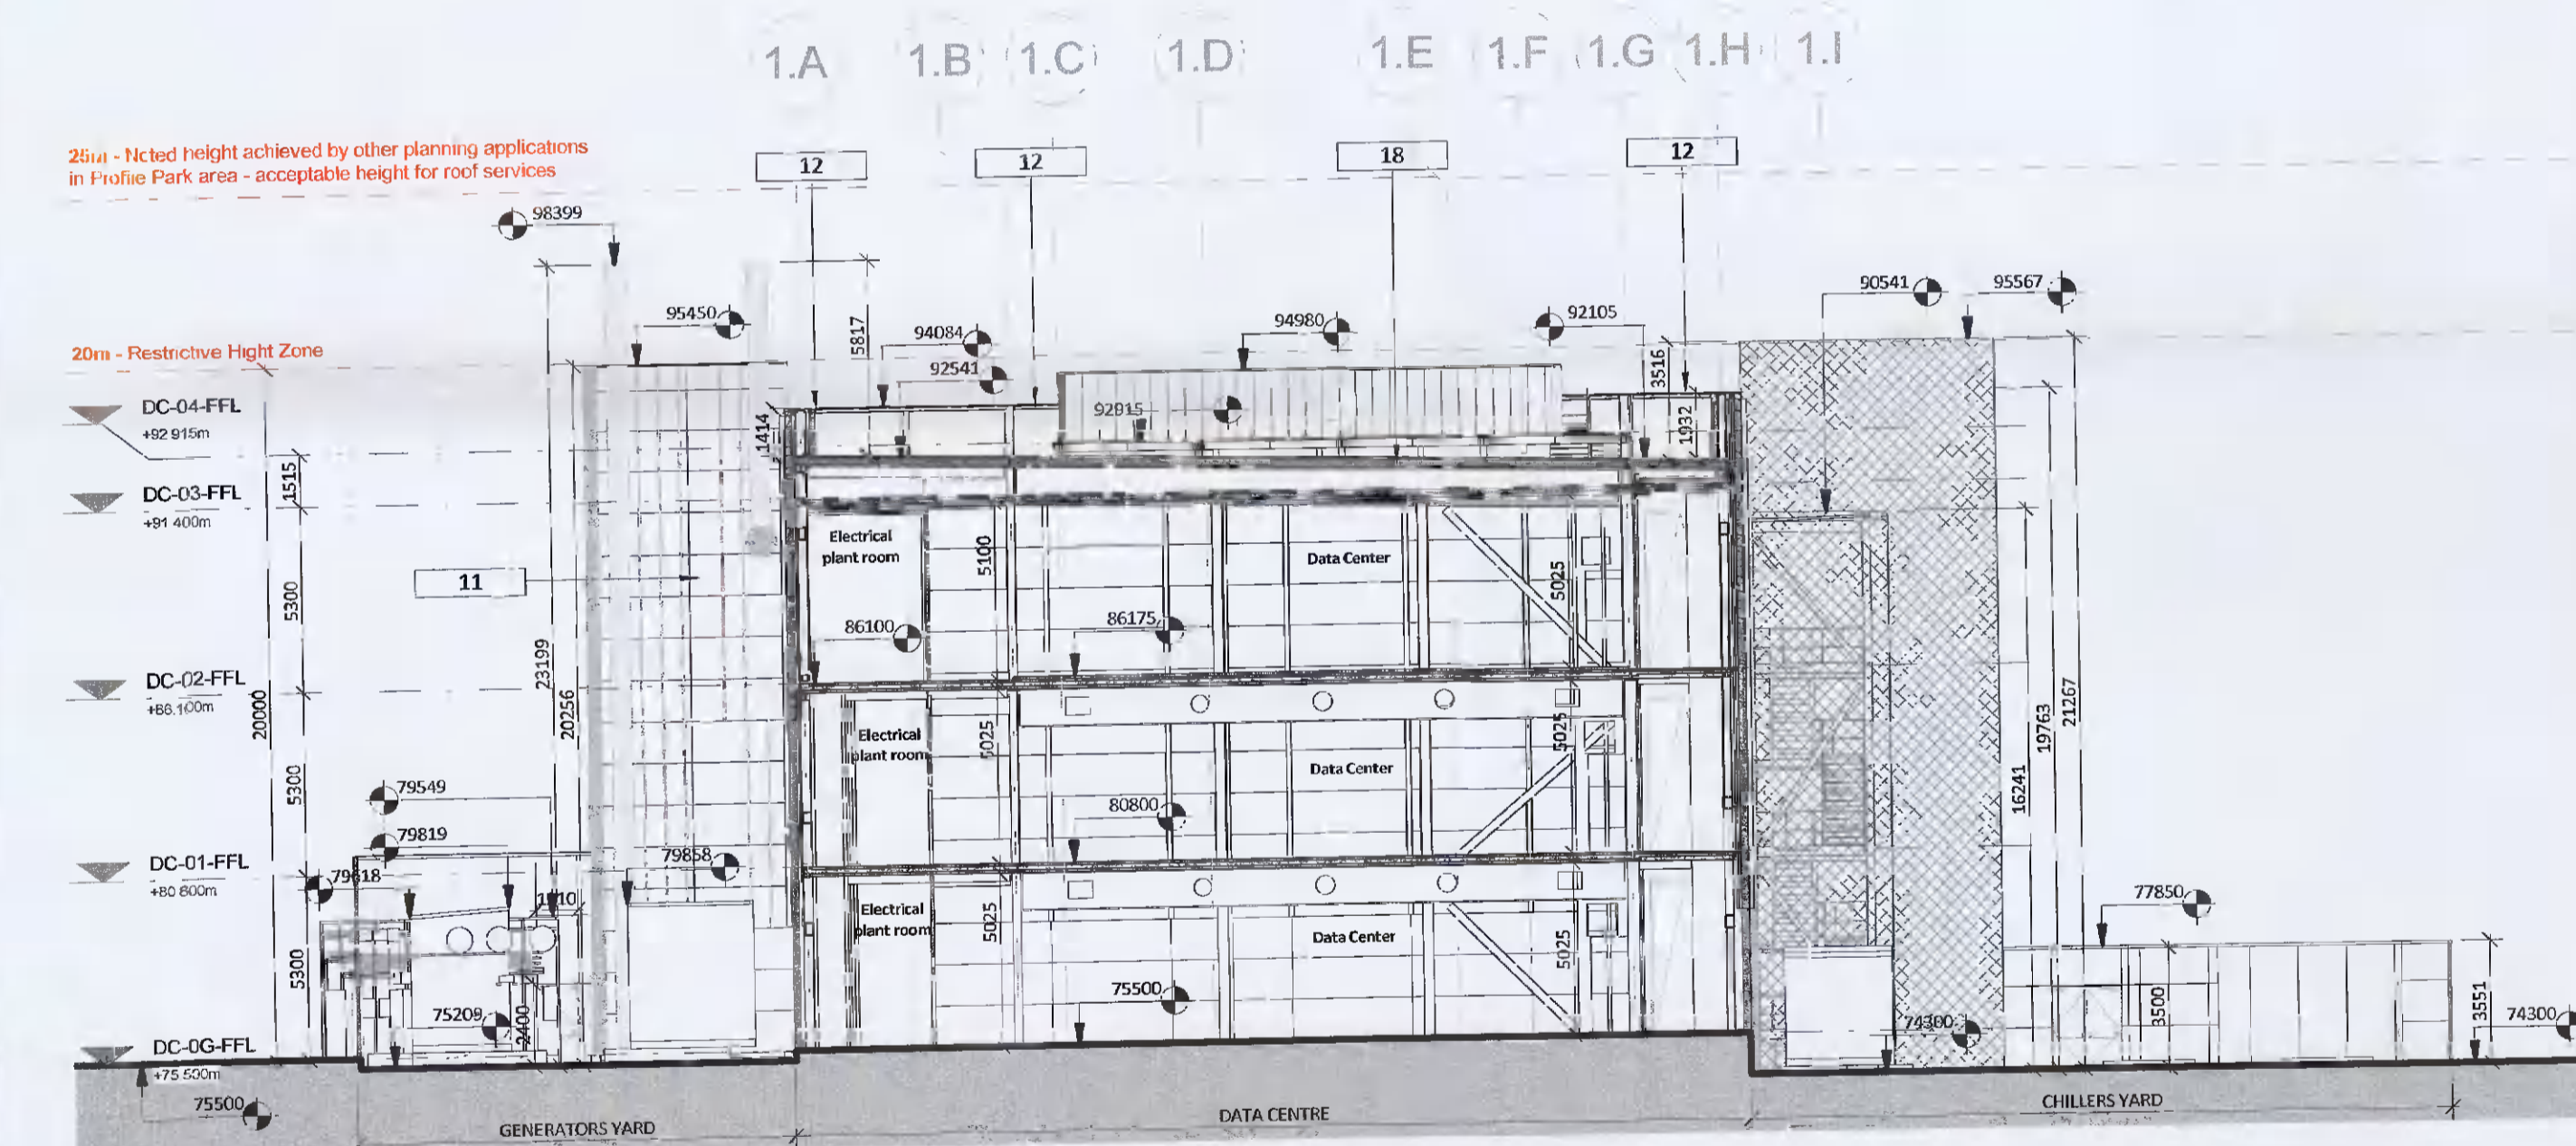 1.A 1.B 1.C 1.D 1.E 1.F 1.G 1.H 1.I
25m - Noted height achieved by other planning applications
in Profile Park area - acceptable height for roof services
12 12 18 12
98399
90541 95567
95450 94084 94980 92105
5817
92541
3516
20m - Restrictive Hight Zone
DC-04-FFL
+92 915m
92915
1414
1932
1515
DC-03-FFL
+91 400m
Electrical
plant room
5100
Data Center
5025
11
5300
86100
86175
23199
20256
20000
DC-02-FFL
+86.100m
21267
19763
16241
Electrical
plant room
5025
Data Center
5025
5300
79549
80800
79819
DC-01-FFL
+80 800m
79618
79858
77850
Electrical
plant room
5025
Data Center
5025
5300
75209
2400
75500
74300
3500
3551
74300
DC-0G-FFL
+75 500m
75500
GENERATORS YARD
DATA CENTRE
CHILLERS YARD